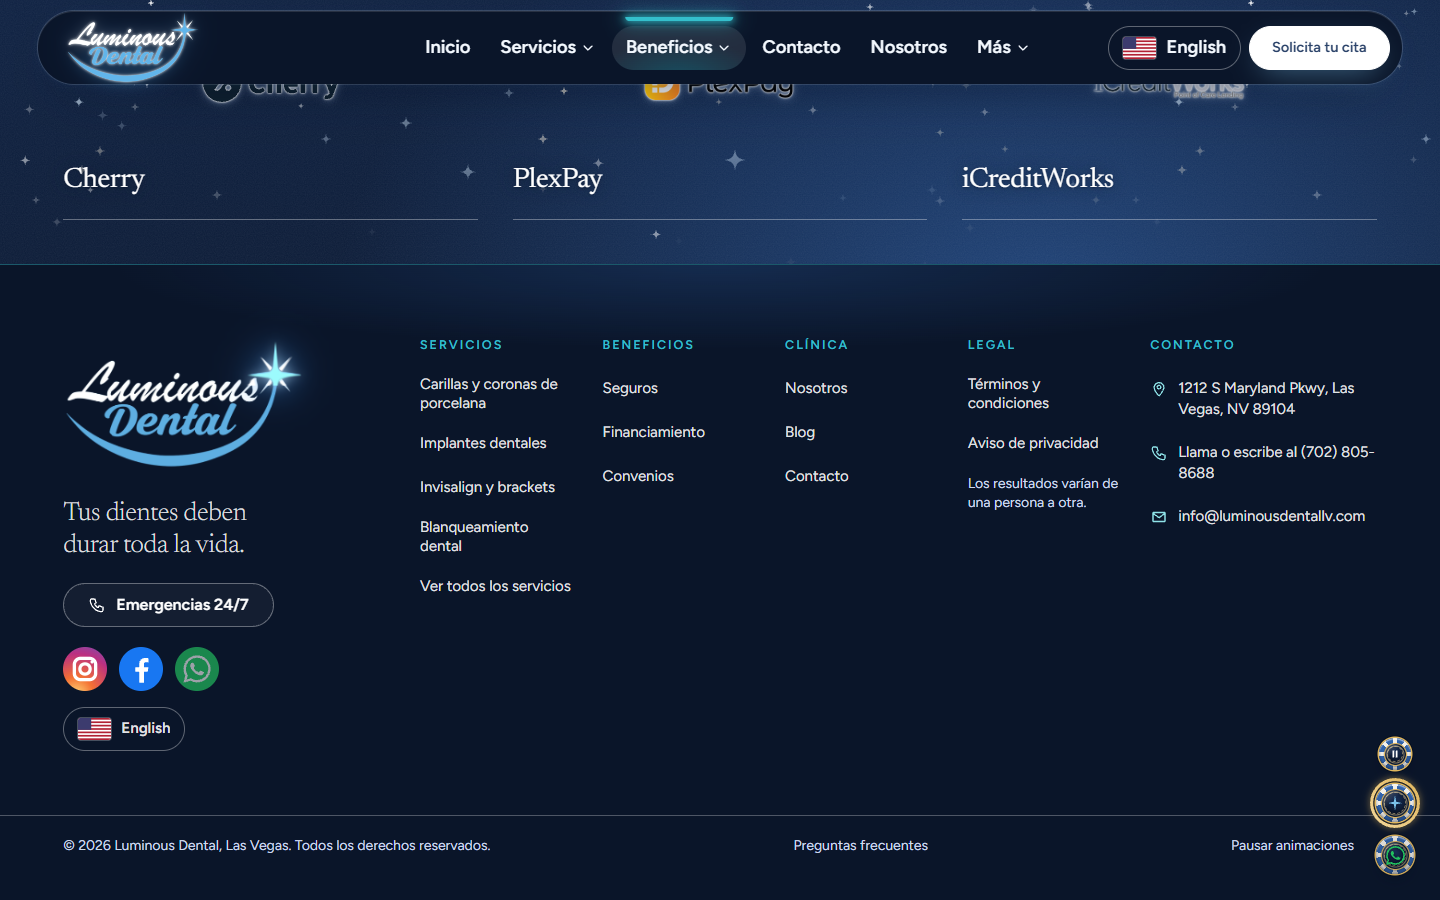 Luminous
Dental
Inicio
Servicios
Beneficios
Contacto
Nosotros
Más
English
Solicita tu cita
Cherry
PlexPay
iCreditWorks
Cherry
PlexPay
iCreditWorks
Luminous
Dental
Tus dientes deben
durar toda la vida.
Emergencias 24/7
English
SERVICIOS
Carillas y coronas de
porcelana
Implantes dentales
Invisalign y brackets
Blanqueamiento
dental
Ver todos los servicios
BENEFICIOS
Seguros
Financiamiento
Convenios
CLÍNICA
Nosotros
Blog
Contacto
LEGAL
Términos y
condiciones
Aviso de privacidad
Los resultados varían de
una persona a otra.
CONTACTO
1212 S Maryland Pkwy, Las
Vegas, NV 89104
Llama o escribe al (702) 805-
8688
info@luminousdentallv.com
© 2026 Luminous Dental, Las Vegas. Todos los derechos reservados.
Preguntas frecuentes
Pausar animaciones